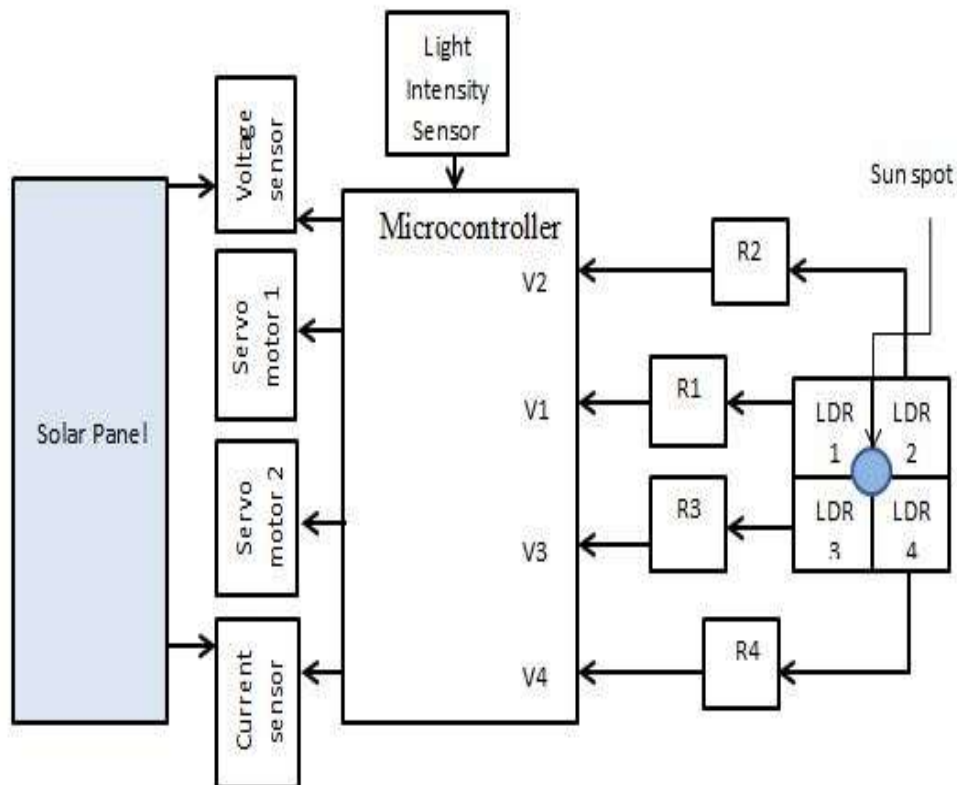 Light
Intensity
Sensor
Voltage
sensor
Sun spot
Microcontroller
R2
V2
Servo
motor 1
R1
V1
LDR
1
LDR
2
Solar Panel
Servo
motor 2
R3
V3
LDR
3
LDR
4
R4
V4
Current
sensor